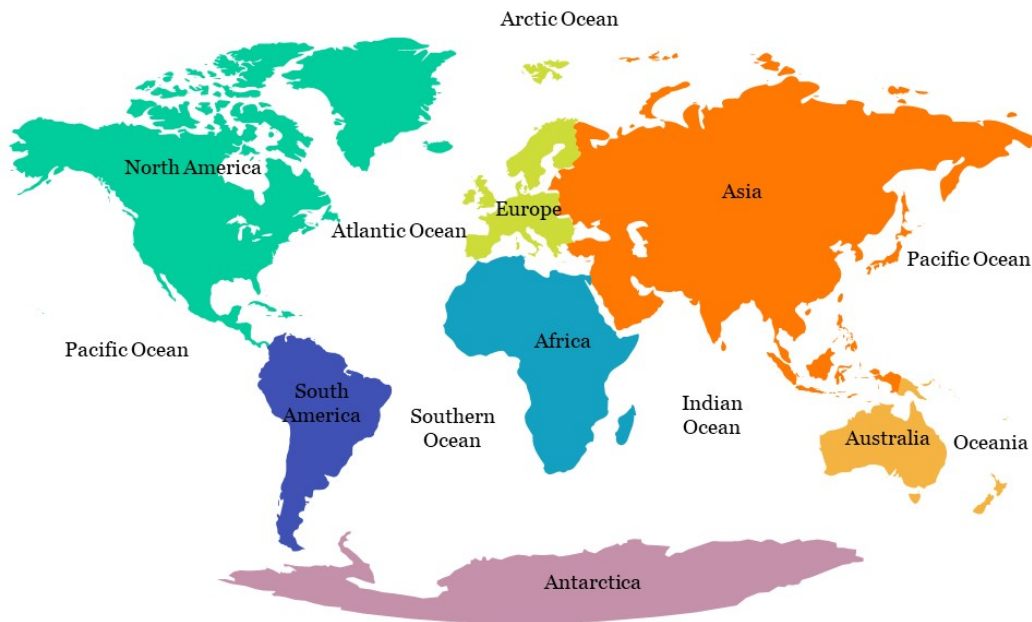 Arctic Ocean
North America
Asia
Europe
Atlantic Ocean
Pacific Ocean
Africa
Pacific Ocean
South
America
Southern
Ocean
Indian
Ocean
Australia
Oceania
Antarctica